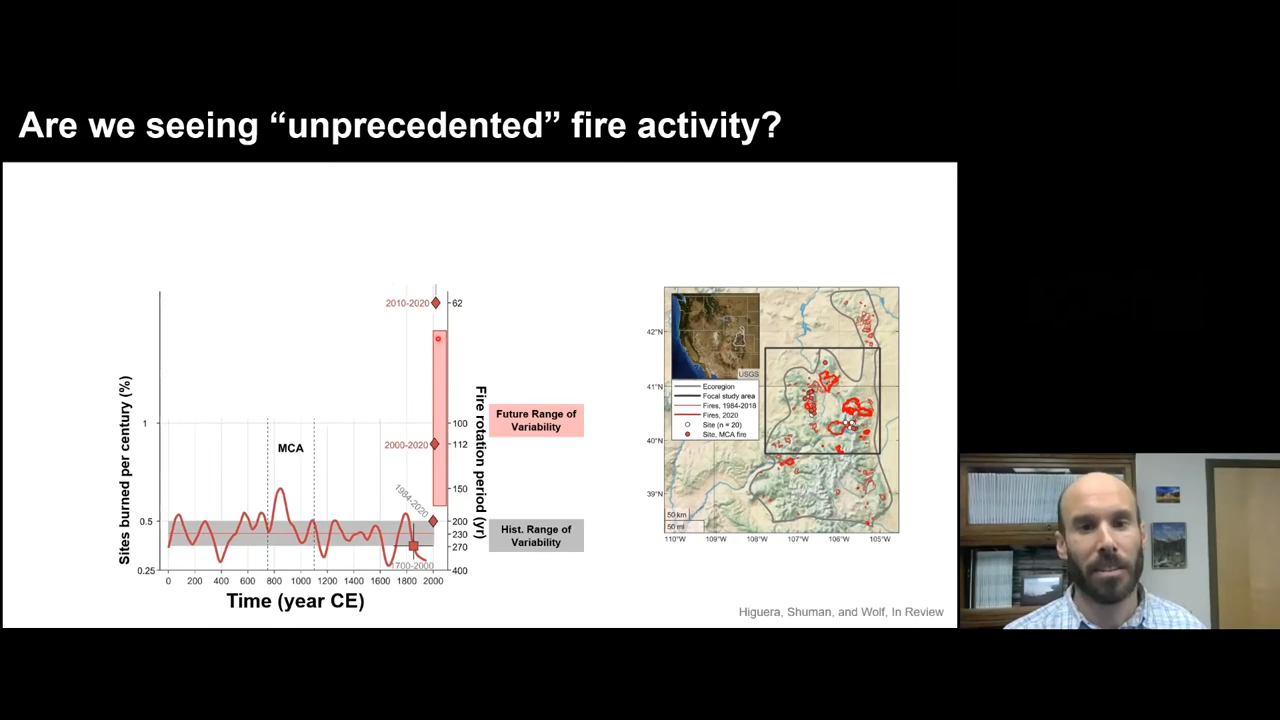 Are we seeing “unprecedented” fire activity?
2010-2020
62
Sites burned per century (%)
1
0.5
0.25
MCA
100
2000-2020
112
150
1984-2020
200
230
270
400
1700-2000
Fire rotation period (yr)
0 200 400 600 800 1000 1200 1400 1600 1800 2000
Time (year CE)
Future Range of
Variability
Hist. Range of
Variability
42°N
41°N
40°N
39°N
USGS
Ecoregion
Focal study area
Fires, 1984-2018
Fires, 2020
Site (n = 20)
Site, MCA fire
50 km
50 mi
110°W 109°W 108°W 107°W 106°W 105°W
Higuera, Shuman, and Wolf, In Review